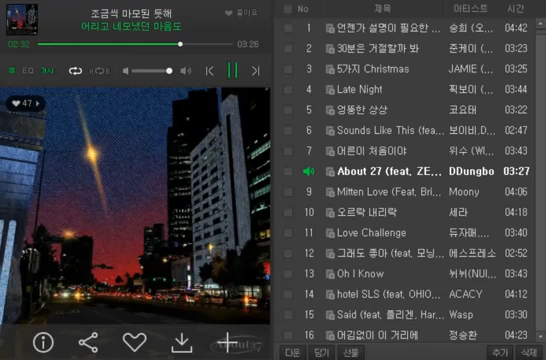 조금씩 마모된 듯해
어리고 네모냈던 마음도
좋아요
02:32
03:26
EQ 가사
47
About27
No 제목 아티스트 시간
1 언젠가 설명이 필요한 ... 승희 (오... 04:42
2 30분은 거절할까 봐 준케이 (... 03:23
3 5가지 Christmas JAMIE (... 03:25
4 Late Night 픽보이 (... 03:44
5 엉뚱한 상상 코요태 03:22
6 Sounds Like This (fea... 보이비,D... 02:47
7 어른이 처음이야 위수 (WI... 03:43
About 27 (feat, ZE... DDungbo 03:27
9 Mitten Love (Feat, Bri... Moony 04:06
10 오르락 내리락 세라 04:18
11 Love Challenge 듀자매,... 03:40
12 그래도 좋아 (feat, 모닝... 에스프레소 02:52
13 Oh I Know 뉘뉘(NUI... 03:43
14 hotel SLS (feat, OHIO... ACACY 04:12
15 Said (feat, 플리겐, Har... Wasp 03:30
16 어김없이 이 거리에 정승환 04:23
다운 담기 선물 추가 삭제